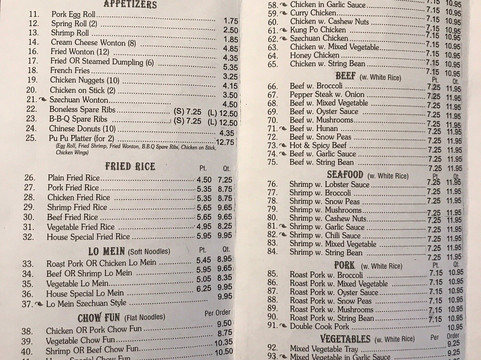 APPETIZERS
11. Pork Egg Roll 1.75
12. Spring Roll (2) 2.50
13. Shrimp Roll 1.85
14. Cream Cheese Wonton (8) 4.85
16. Fried Wonton (12) 4.35
17. Fried OR Steamed Dumpling (6) 5.35
18. French Fries 3.25
19. Chicken Nuggets (10) 4.15
20. Chicken on Stick (2) 3.50
21. Szechuan Wonton 4.50
22. Boneless Spare Ribs (S) 7.25 (L) 12.50
23. B-B-Q Spare Ribs (S) 7.25 (L) 12.50
24. Chinese Donuts (10) 4.35
25. Pu Pu Platter (for 2) 12.75
(Egg Roll, Fried Shrimp, Fried Wonton, B-B-Q Spare Ribs, Chicken on Stick,
Chicken Wings)
FRIED RICE Pt. Qt.
26. Plain Fried Rice 4.50 7.25
27. Pork Fried Rice 5.35 8.75
28. Chicken Fried Rice 5.35 8.75
29. Shrimp Fried Rice 5.65 9.65
30. Beef Fried Rice 5.65 9.65
31. Vegetable Fried Rice 4.95 8.25
32. House Special Fried Rice 5.95 9.95
LO MEIN (Soft Noodles) Pt. Qt.
33. Roast Pork OR Chicken Lo Mein 5.45 8.95
34. Beef OR Shrimp Lo Mein 5.95 9.65
35. Vegetable Lo Mein 5.05 8.35
36. House Special Lo Mein 6.25 9.95
37. Lo Mein Szechuan Style 9.95
CHOW FUN (Flat Noodles) Per Order
38. Chicken OR Pork Chow Fun 9.50
39. Vegetable Chow Fun 8.75
40. Shrimp OR Beef Chow Fun 10.50
58. Chicken in Garlic Sauce 7.15 10.95
59. Curry Chicken 7.15 10.95
60. Chicken w. Cashew Nuts 7.15 10.95
61. Kung Po Chicken 7.15 10.95
62. Szechuan Chicken 7.15 10.95
63. Chicken w. Mixed Vegetable 7.15 10.95
64. Honey Chicken 7.15 10.95
65. Chicken w. String Bean 7.15 10.95
BEEF (w. White Rice) Pt. Qt.
66. Beef w. Broccoli 7.25 11.95
67. Pepper Steak w. Onion 7.25 11.95
68. Beef w. Mixed Vegetable 7.25 11.95
69. Beef w. Oyster Sauce 7.25 11.95
70. Beef w. Mushrooms 7.25 11.95
71. Beef w. Hunan 7.25 11.95
72. Beef w. Snow Peas 7.25 11.95
73. Hot & Spicy Beef 7.25 11.95
74. Beef w. Garlic Sauce 7.25 11.95
75. Beef w. String Bean 7.25 11.95
SEAFOOD (w. White Rice) Pt. Qt.
76. Shrimp w. Lobster Sauce 7.25 11.95
77. Shrimp w. Broccoli 7.25 11.95
78. Shrimp w. Snow Peas 7.25 11.95
79. Shrimp w. Mushrooms 7.25 11.95
80. Shrimp w. Cashew Nuts 7.25 11.95
81. Shrimp w. Garlic Sauce 7.25 11.95
82. Shrimp w. Chili Sauce 7.25 11.95
83. Shrimp w. Mixed Vegetable 7.25 11.95
84. Shrimp w. String Bean 7.25 11.95
PORK (w. White Rice) Pt. Qt.
85. Roast Pork w. Broccoli 7.15 10.95
86. Roast Pork w. Mixed Vegetable 7.15 10.95
87. Roast Pork w. Oyster Sauce 7.15 10.95
88. Roast Pork w. Snow Peas 7.15 10.95
89. Roast Pork w. Mushrooms 7.15 10.95
90. Roast Pork w. String Bean 7.15 10.95
91. Double Cook Pork 10.95
VEGETABLES (w. White Rice) Per Order
92. Mixed Vegetable Tray 9.25
93. Mixed Vegetable in Garlic Sauce